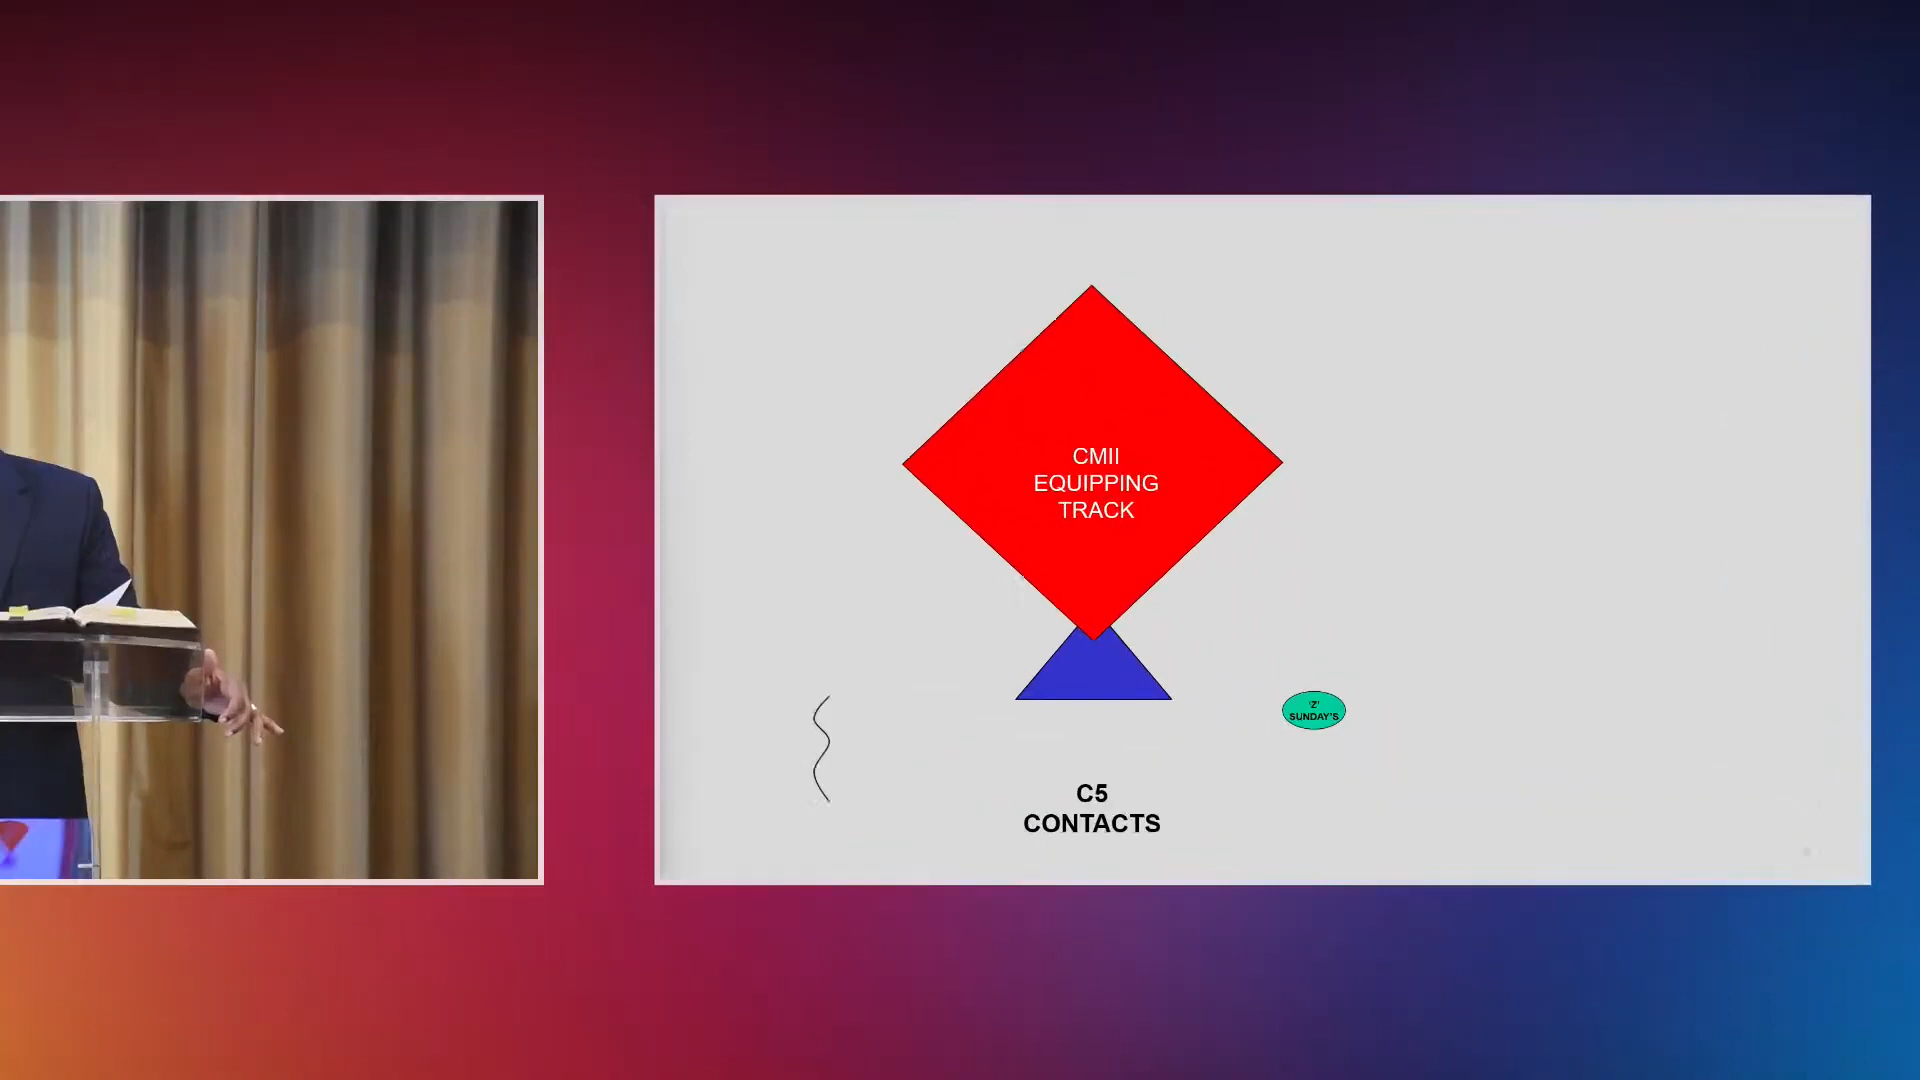 CMII
EQUIPPING
TRACK
'Z'
SUNDAY'S
C5
CONTACTS